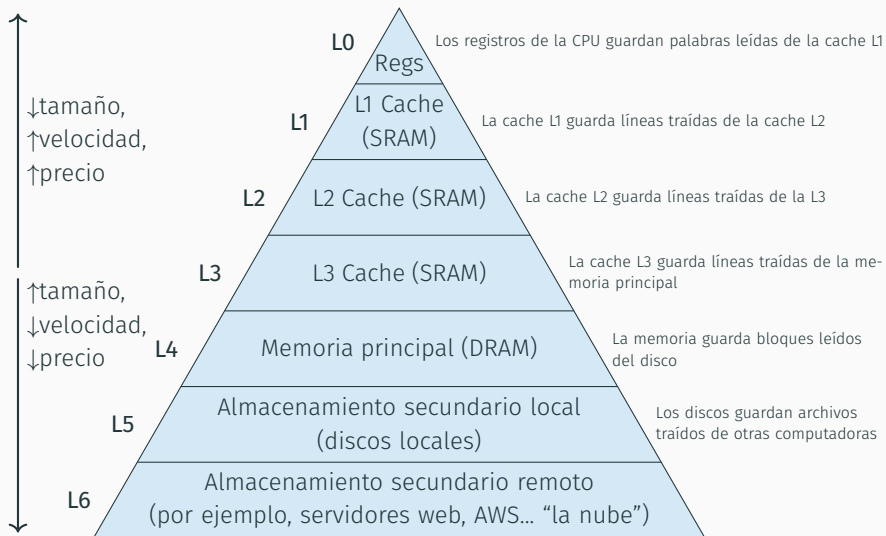 L0
Regs
Los registros de la CPU guardan palabras leídas de la cache L1
↓tamaño,
↑velocidad,
↑precio
L1
L1 Cache
(SRAM)
La cache L1 guarda líneas traídas de la cache L2
L2
L2 Cache (SRAM)
La cache L2 guarda líneas traídas de la L3
L3
L3 Cache (SRAM)
La cache L3 guarda líneas traídas de la me-
moria principal
↑tamaño,
↓velocidad,
↓precio
L4
Memoria principal (DRAM)
La memoria guarda bloques leídos
del disco
L5
Almacenamiento secundario local
(discos locales)
Los discos guardan archivos
traídos de otras computadoras
L6
Almacenamiento secundario remoto
(por ejemplo, servidores web, AWS... “la nube”)